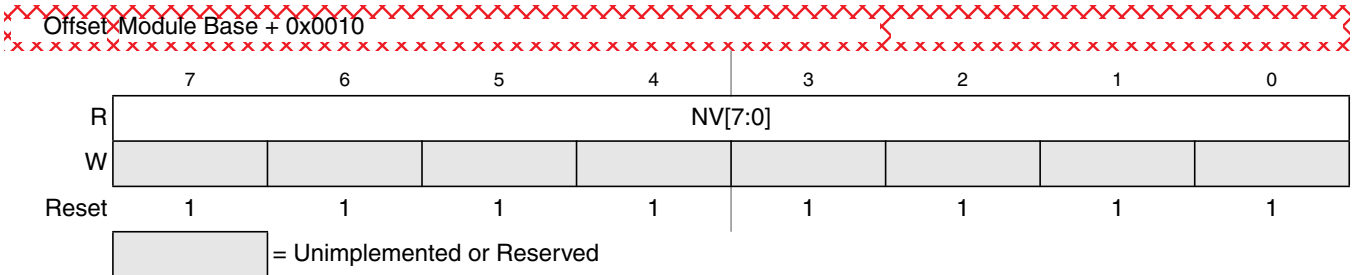 Offset Module Base + 0x0010
7 6 5 4 3 2 1 0
R NV[7:0]
W
Reset 1 1 1 1 1 1 1 1
= Unimplemented or Reserved